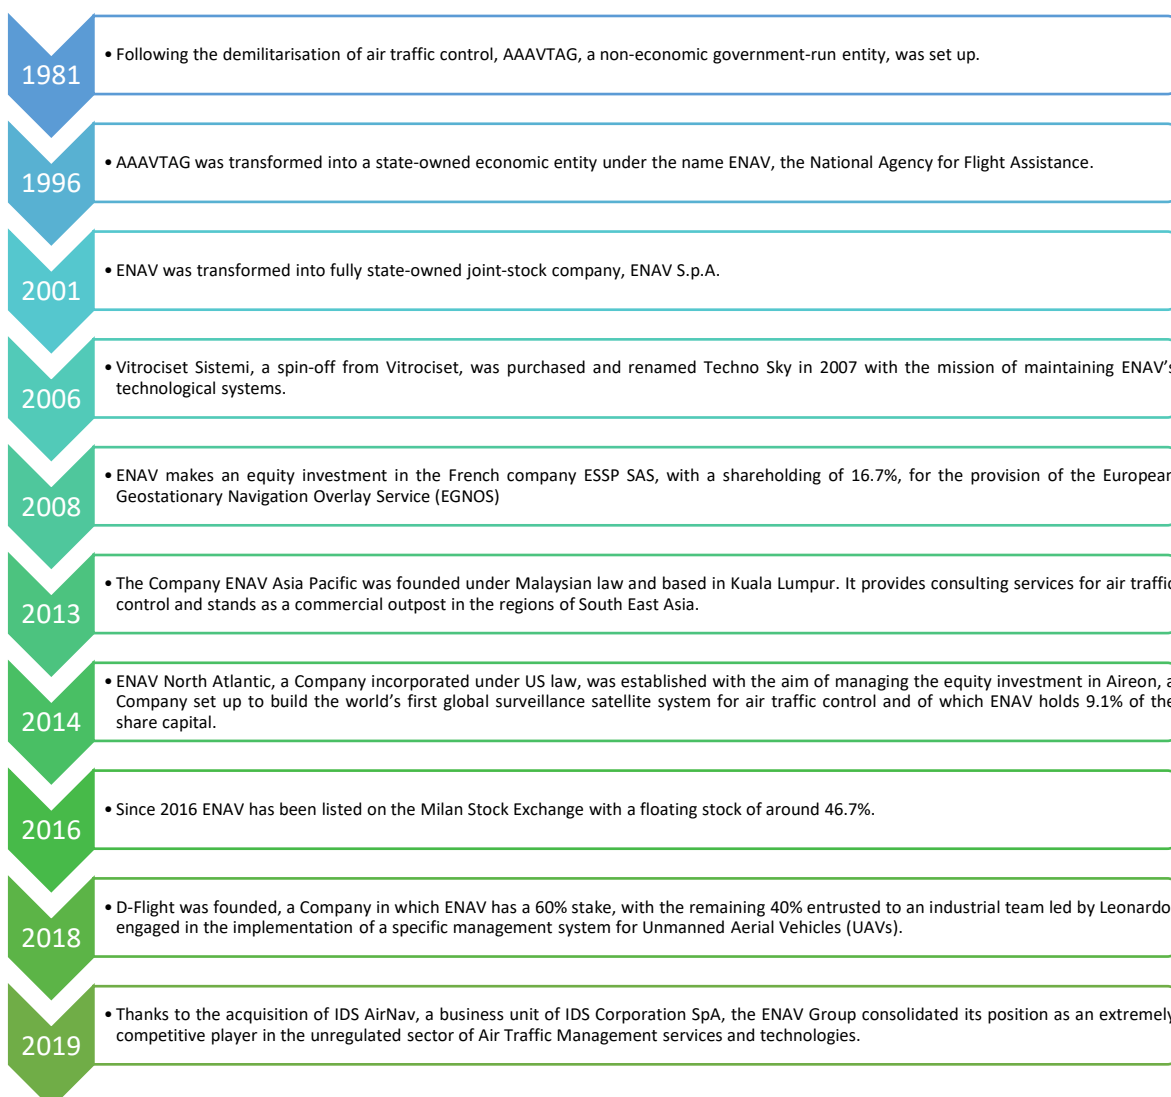 1981
• Following the demilitarisation of air traffic control, AAAVTAG, a non-economic government-run entity, was set up.
1996
• AAAVTAG was transformed into a state-owned economic entity under the name ENAV, the National Agency for Flight Assistance.
2001
• ENAV was transformed into fully state-owned joint-stock company, ENAV S.p.A.
2006
• Vitrociset Sistemi, a spin-off from Vitrociset, was purchased and renamed Techno Sky in 2007 with the mission of maintaining ENAV's
technological systems.
2008
• ENAV makes an equity investment in the French company ESSP SAS, with a shareholding of 16.7%, for the provision of the European
Geostationary Navigation Overlay Service (EGNOS)
2013
• The Company ENAV Asia Pacific was founded under Malaysian law and based in Kuala Lumpur. It provides consulting services for air traffic
control and stands as a commercial outpost in the regions of South East Asia.
2014
• ENAV North Atlantic, a Company incorporated under US law, was established with the aim of managing the equity investment in Aireon, a
Company set up to build the world's first global surveillance satellite system for air traffic control and of which ENAV holds 9.1% of the
share capital.
2016
• Since 2016 ENAV has been listed on the Milan Stock Exchange with a floating stock of around 46.7%.
2018
• D-Flight was founded, a Company in which ENAV has a 60% stake, with the remaining 40% entrusted to an industrial team led by Leonardo
engaged in the implementation of a specific management system for Unmanned Aerial Vehicles (UAVs).
2019
• Thanks to the acquisition of IDS AirNav, a business unit of IDS Corporation SpA, the ENAV Group consolidated its position as an extremely
competitive player in the unregulated sector of Air Traffic Management services and technologies.